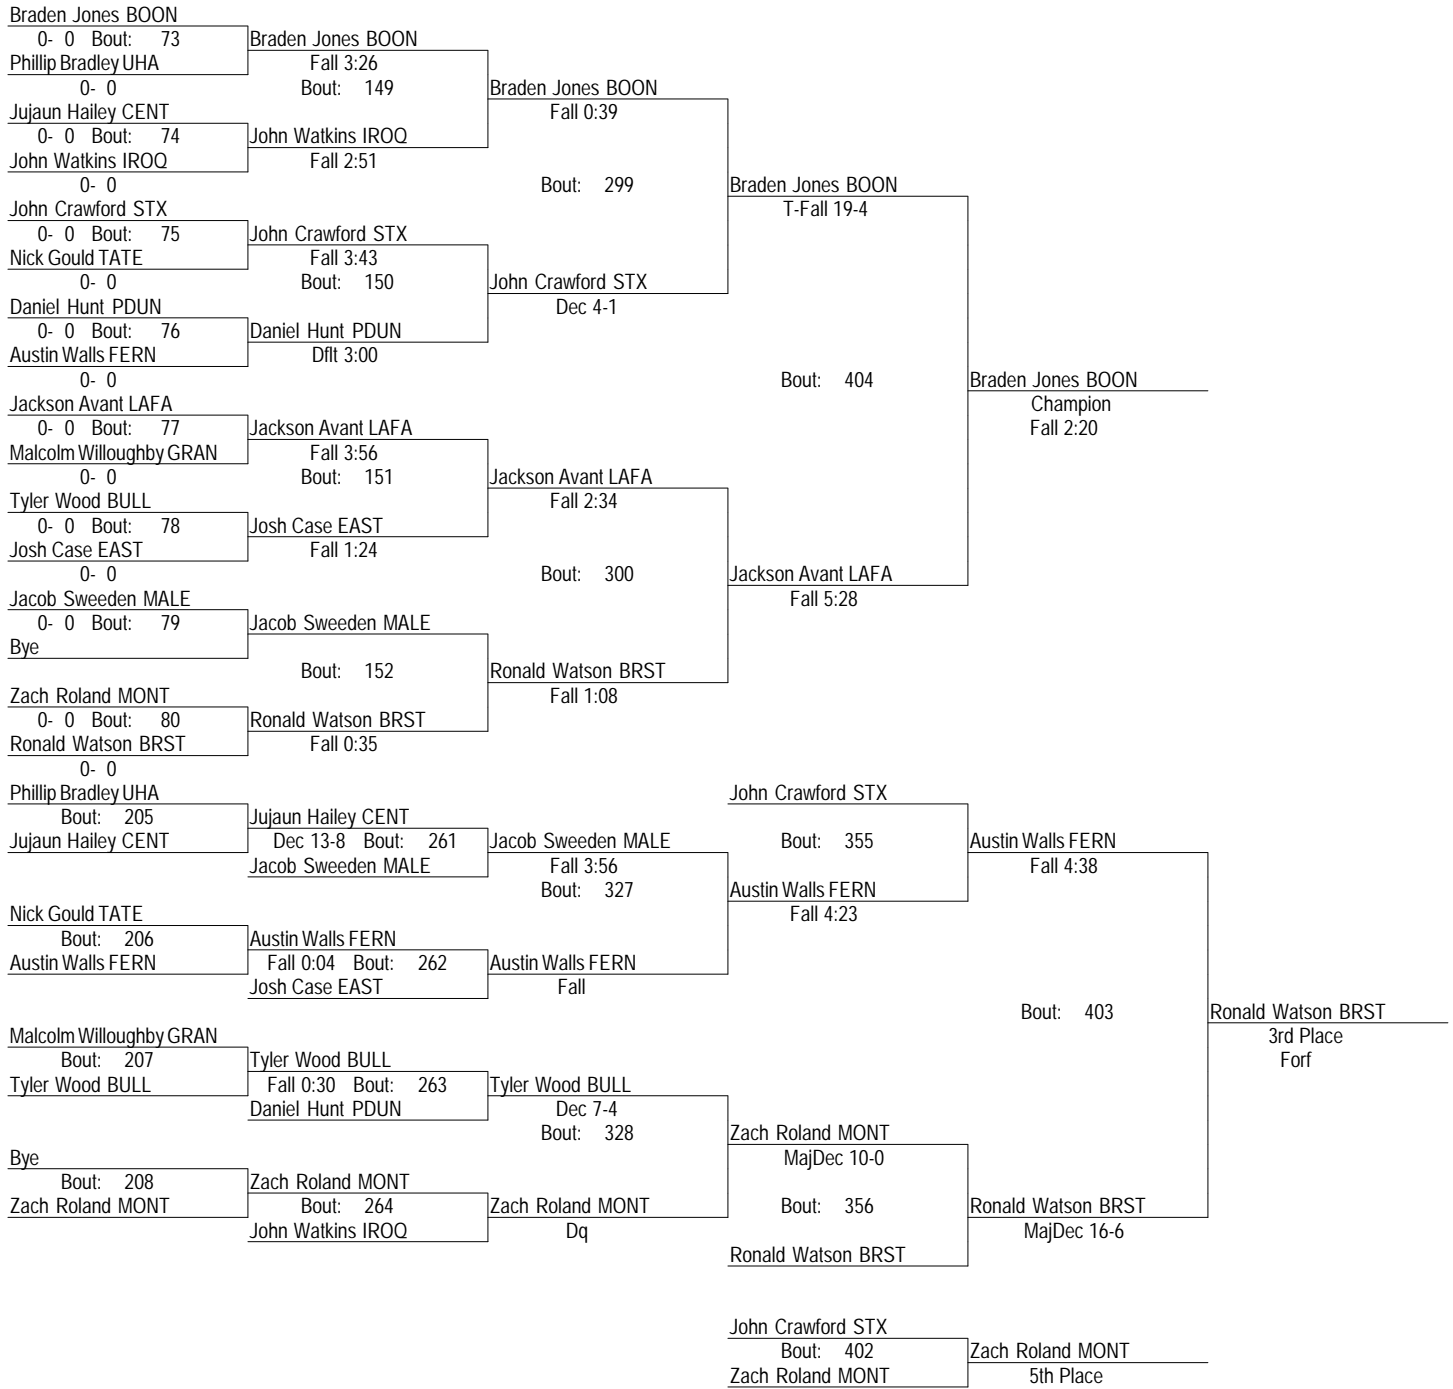 Braden Jones BOON
0- 0 Bout: 73
Phillip Bradley UHA
0- 0
Jujaun Hailey CENT
0- 0 Bout: 74
John Watkins IROQ
0- 0
John Crawford STX
0- 0 Bout: 75
Nick Gould TATE
0- 0
Daniel Hunt PDUN
0- 0 Bout: 76
Austin Walls FERN
0- 0
Jackson Avant LAFA
0- 0 Bout: 77
Malcolm Willoughby GRAN
0- 0
Tyler Wood BULL
0- 0 Bout: 78
Josh Case EAST
0- 0
Jacob Sweeden MALE
0- 0 Bout: 79
Bye
Zach Roland MONT
0- 0 Bout: 80
Ronald Watson BRST
0- 0
Braden Jones BOON
Fall 3:26
Bout: 149
John Watkins IROQ
Fall 2:51
John Crawford STX
Fall 3:43
Bout: 150
Daniel Hunt PDUN
Dflt 3:00
Jackson Avant LAFA
Fall 3:56
Bout: 151
Josh Case EAST
Fall 1:24
Jacob Sweeden MALE
Bout: 152
Ronald Watson BRST
Fall 0:35
Braden Jones BOON
Fall 0:39
Bout: 299
John Crawford STX
Dec 4-1
Jackson Avant LAFA
Fall 2:34
Bout: 300
Ronald Watson BRST
Fall 1:08
Braden Jones BOON
T-Fall 19-4
Bout: 404
Jackson Avant LAFA
Fall 5:28
Braden Jones BOON
Champion
Fall 2:20
Phillip Bradley UHA
Bout: 205
Jujaun Hailey CENT
Nick Gould TATE
Bout: 206
Austin Walls FERN
Malcolm Willoughby GRAN
Bout: 207
Tyler Wood BULL
Bye
Bout: 208
Zach Roland MONT
Jujaun Hailey CENT
Dec 13-8 Bout: 261
Jacob Sweeden MALE
Austin Walls FERN
Fall 0:04 Bout: 262
Josh Case EAST
Tyler Wood BULL
Fall 0:30 Bout: 263
Daniel Hunt PDUN
Zach Roland MONT
Bout: 264
John Watkins IROQ
Jacob Sweeden MALE
Fall 3:56
Bout: 327
Austin Walls FERN
Fall
Tyler Wood BULL
Dec 7-4
Bout: 328
Zach Roland MONT
Dq
John Crawford STX
Bout: 355
Austin Walls FERN
Fall 4:23
Zach Roland MONT
MajDec 10-0
Bout: 356
Ronald Watson BRST
Austin Walls FERN
Fall 4:38
Bout: 403
Ronald Watson BRST
MajDec 16-6
Ronald Watson BRST
3rd Place
Forf
John Crawford STX
Bout: 402
Zach Roland MONT
Zach Roland MONT
5th Place